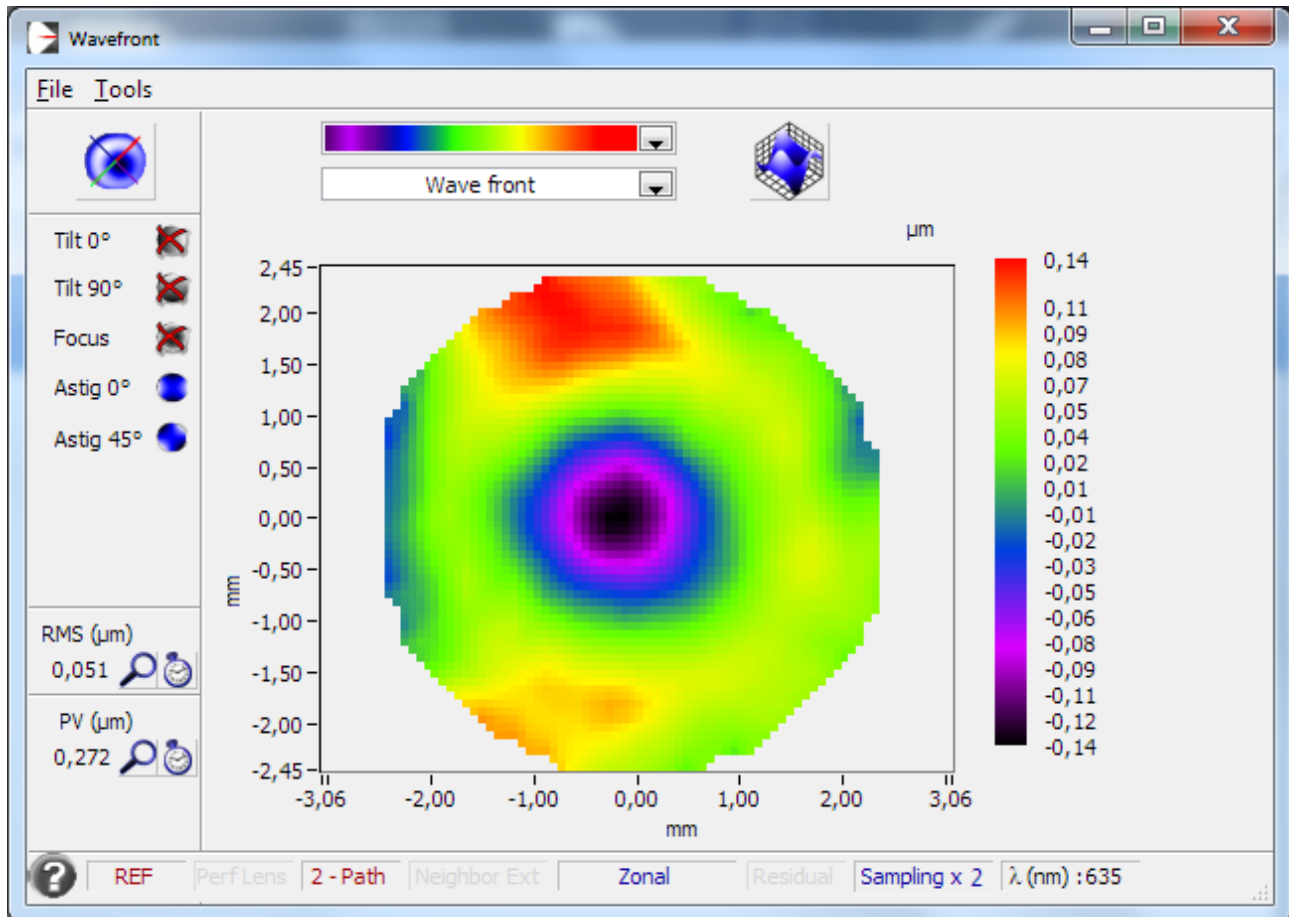 Wavefront
File Tools
Wave front
Tilt 0°
Tilt 90°
Focus
Astig 0°
Astig 45°
RMS (µm)
0,051
PV (µm)
0,272
µm
2,45
2,00
1,50
1,00
0,50
0,00
-0,50
-1,00
-1,50
-2,00
-2,45
mm
-3,06 -2,00 -1,00 0,00 1,00 2,00 3,06
mm
0,14
0,11
0,09
0,08
0,07
0,05
0,04
0,02
0,01
-0,01
-0,02
-0,03
-0,05
-0,06
-0,08
-0,09
-0,11
-0,12
-0,14
? REF Perf Lens 2 - Path Neighbor Ext Zonal Residual Sampling x 2 λ (nm) : 635